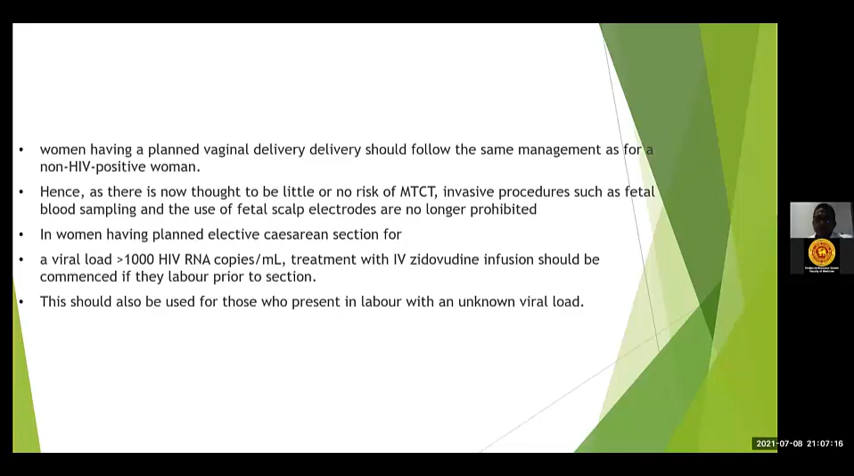 • women having a planned vaginal delivery delivery should follow the same management as for a
non-HIV-positive woman.
• Hence, as there is now thought to be little or no risk of MTCT, invasive procedures such as fetal
blood sampling and the use of fetal scalp electrodes are no longer prohibited
• In women having planned elective caesarean section for
• a viral load >1000 HIV RNA copies/mL, treatment with IV zidovudine infusion should be
commenced if they labour prior to section.
• This should also be used for those who present in labour with an unknown viral load.
2021-07-08 21:07:16